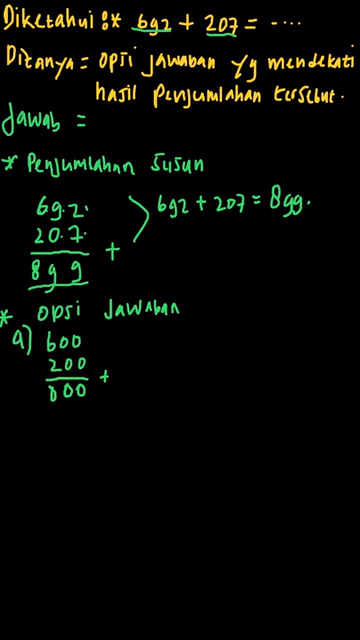 Diketahui :* 692 + 207 = ....
Ditanya = opsi jawaban yg mendekati
hasil penjumlahan tersebut.
Jawab =
* Penjumlahan susun
692
207 +
899
692 + 207 = 899.
* opsi jawaban
a) 600
200 +
800